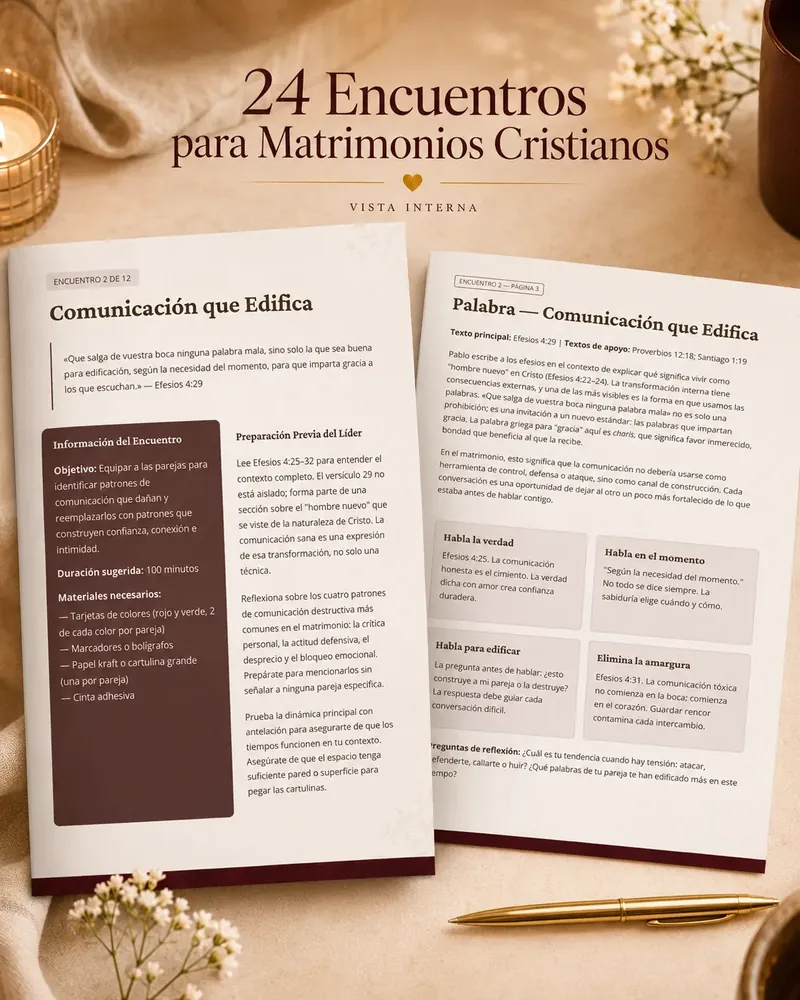 24 Encuentros
para Matrimonios Cristianos
VISTA INTERNA
ENCUENTRO 2 DE 12
Comunicación que Edifica
«Que salga de vuestra boca ninguna palabra mala, sino solo la que sea buena
para edificación, según la necesidad del momento, para que imparta gracia a
los que escuchan.» — Efesios 4:29
Información del Encuentro
Objetivo: Equipar a las parejas para
identificar patrones de
comunicación que dañan y
reemplazarlos con patrones que
construyen confianza, conexión e
intimidad.
Duración sugerida: 100 minutos
Materiales necesarios:
— Tarjetas de colores (rojo y verde, 2
de cada color por pareja)
— Marcadores o bolígrafos
— Papel kraft o cartulina grande
(una por pareja)
— Cinta adhesiva
Preparación Previa del Líder
Lee Efesios 4:25–32 para entender el
contexto completo. El versículo 29 no
está aislado; forma parte de una
sección sobre el "hombre nuevo" que
se viste de la naturaleza de Cristo. La
comunicación sana es una expresión
de esa transformación, no solo una
técnica.
Reflexiona sobre los cuatro patrones
de comunicación destructiva más
comunes en el matrimonio: la crítica
personal, la actitud defensiva, el
desprecio y el bloqueo emocional.
Prepárate para mencionarlos sin
señalar a ninguna pareja específica.
Prueba la dinámica principal con
antelación para asegurarte de que los
tiempos funcionen en tu contexto.
Asegúrate de que el espacio tenga
suficiente pared o superficie para
pegar las cartulinas.
ENCUENTRO 2 — PÁGINA 3
Palabra — Comunicación que Edifica
Texto principal: Efesios 4:29 | Textos de apoyo: Proverbios 12:18; Santiago 1:19
Pablo escribe a los efesios en el contexto de explicar qué significa vivir como
"hombre nuevo" en Cristo (Efesios 4:22–24). La transformación interna tiene
consecuencias externas, y una de las más visibles es la forma en que usamos las
palabras. «Que salga de vuestra boca ninguna palabra mala» no es solo una
prohibición; es una invitación a un nuevo estándar: las palabras que impartan
gracia. La palabra griega para "gracia" aquí es charis, que significa favor inmerecido,
bondad que beneficia al que la recibe.
En el matrimonio, esto significa que la comunicación no debería usarse como
herramienta de control, defensa o ataque, sino como canal de construcción. Cada
conversación es una oportunidad de dejar al otro un poco más fortalecido de lo que
estaba antes de hablar contigo.
Habla la verdad
Efesios 4:25. La comunicación
honesta es el cimiento. La verdad
dicha con amor crea confianza
duradera.
Habla en el momento
"Según la necesidad del momento."
No todo se dice siempre. La
sabiduría elige cuándo y cómo.
Habla para edificar
La pregunta antes de hablar: ¿esto
construye a mi pareja o la destruye?
La respuesta debe guiar cada
conversación difícil.
Elimina la amargura
Efesios 4:31. La comunicación tóxica
no comienza en la boca; comienza
en el corazón. Guardar rencor
contamina cada intercambio.
Preguntas de reflexión: ¿Cuál es tu tendencia cuando hay tensión: atacar,
efenderte, callarte o huir? ¿Qué palabras de tu pareja te han edificado más en este
empo?